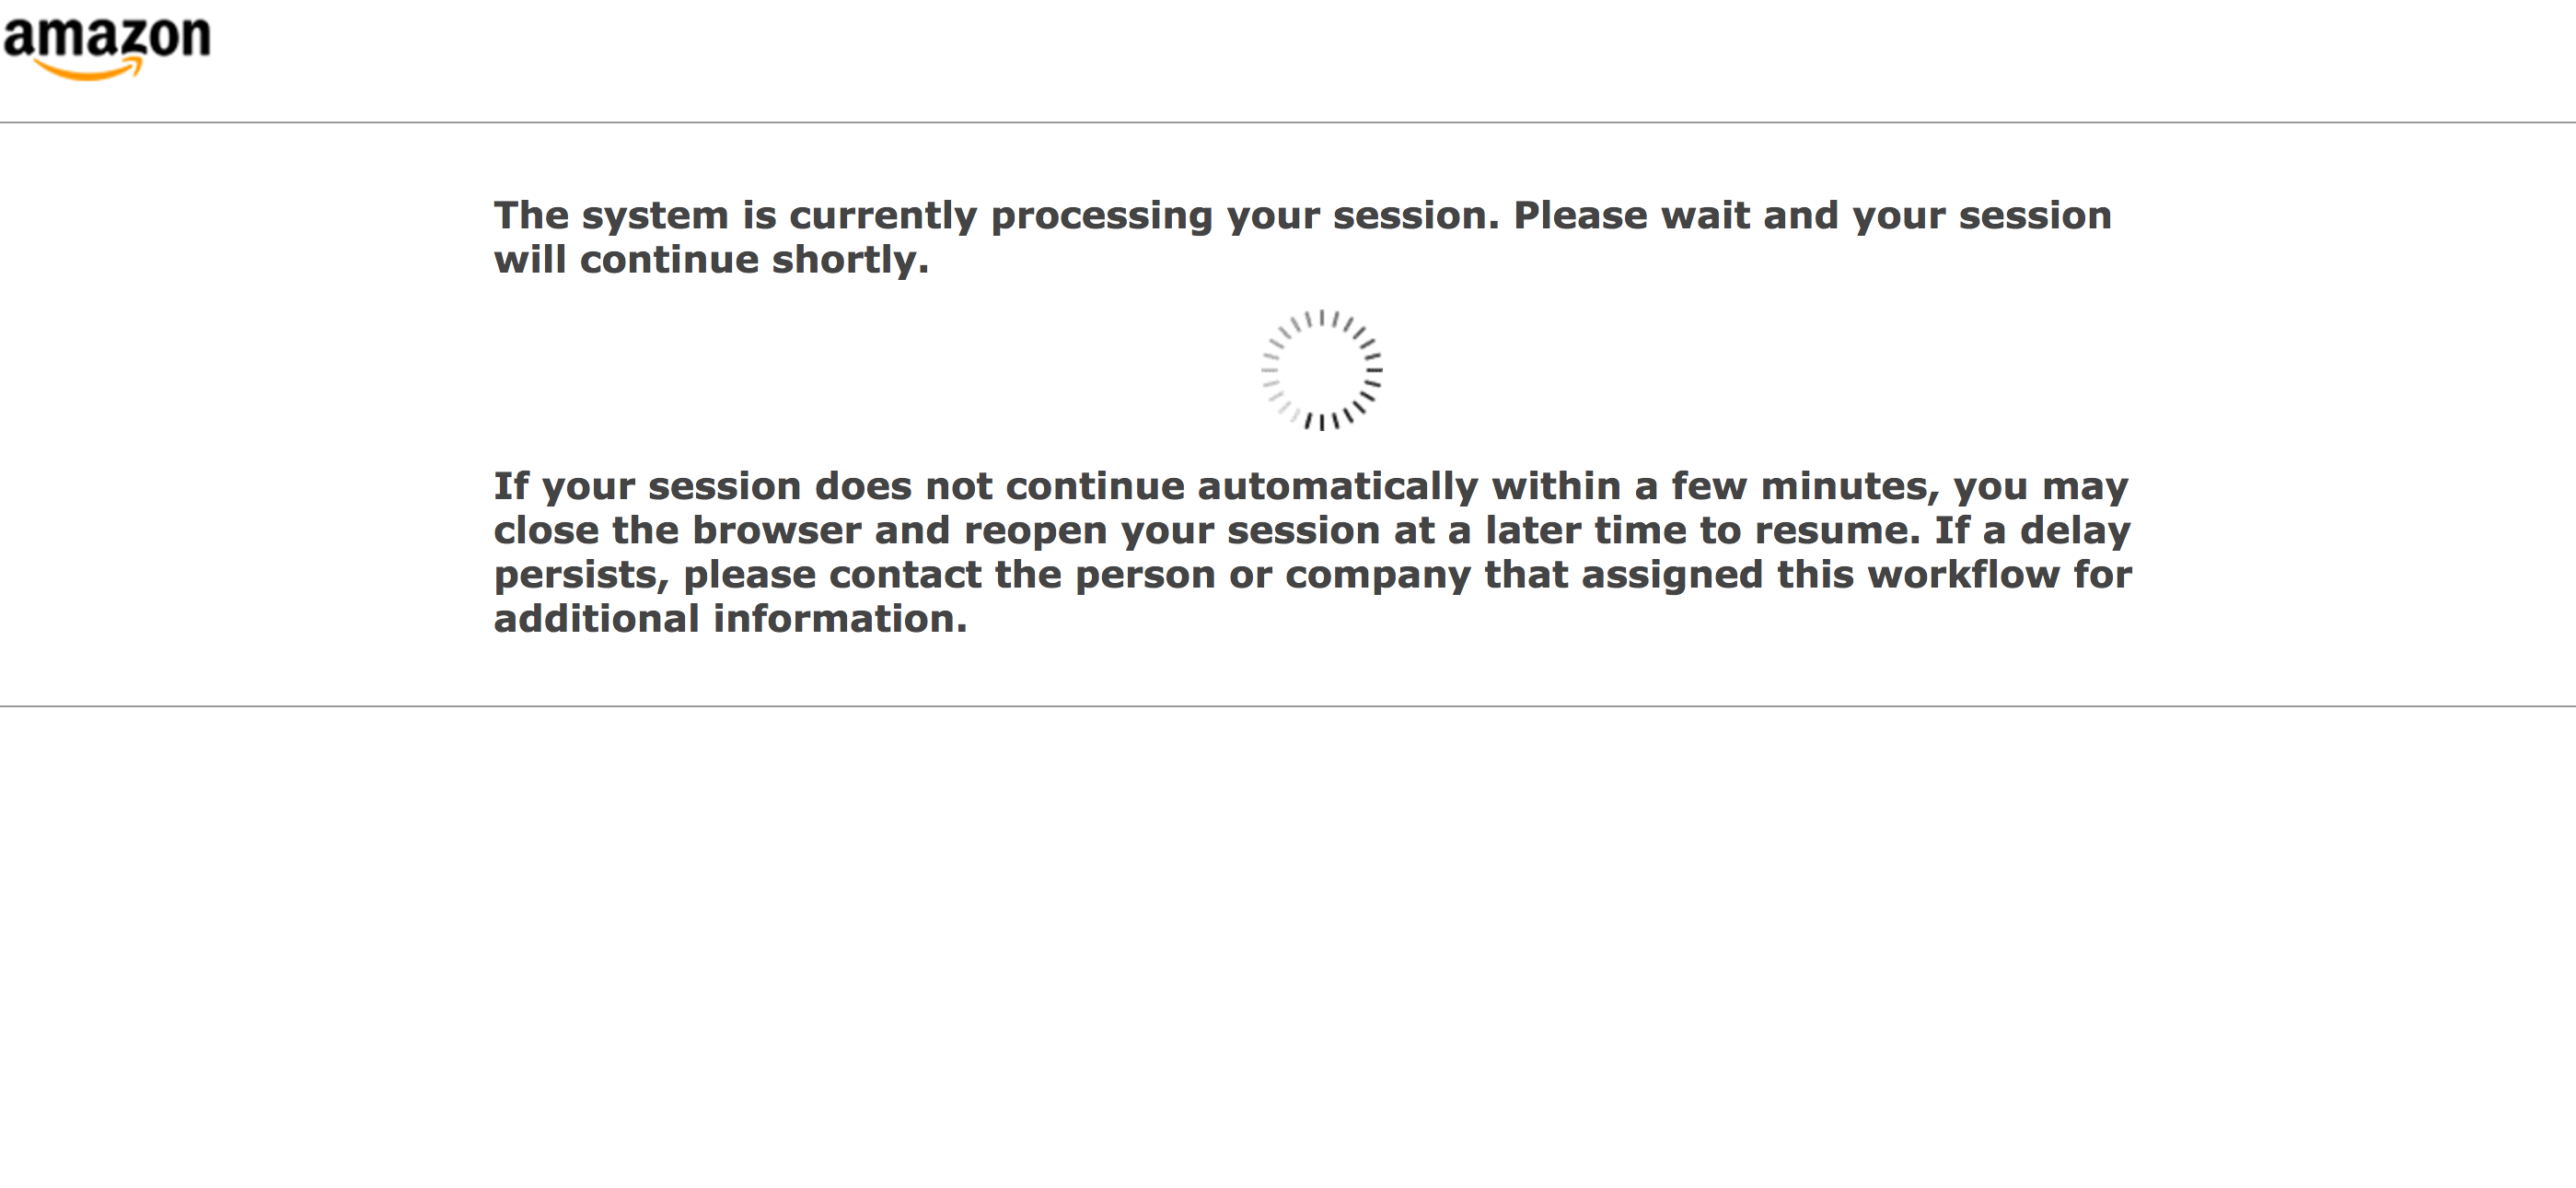 amazon
The system is currently processing your session. Please wait and your session
will continue shortly.
If your session does not continue automatically within a few minutes, you may
close the browser and reopen your session at a later time to resume. If a delay
persists, please contact the person or company that assigned this workflow for
additional information.